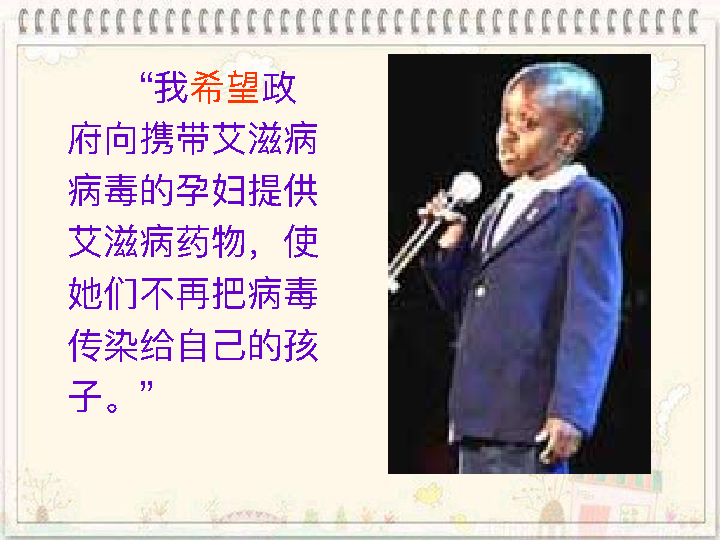 “我希望政
府向携带艾滋病
病毒的孕妇提供
艾滋病药物，使
她们不再把病毒
传染给自己的孩
子。”